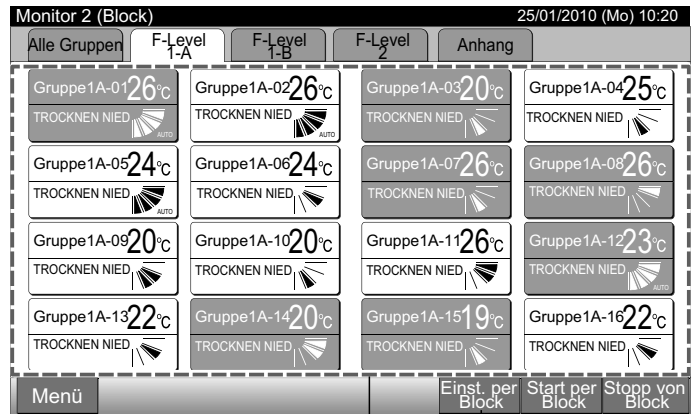 Monitor 2 (Block) 25/01/2010 (Mo) 10:20
Alle Gruppen F-Level 1-A F-Level 1-B F-Level 2 Anhang
Gruppe1A-01 26°C Gruppe1A-02 26°C Gruppe1A-03 20°C Gruppe1A-04 25°C
TROCKNEN NIED AUTO TROCKNEN NIED AUTO TROCKNEN NIED TROCKNEN NIED
Gruppe1A-05 24°C Gruppe1A-06 24°C Gruppe1A-07 26°C Gruppe1A-08 26°C
TROCKNEN NIED AUTO TROCKNEN NIED TROCKNEN NIED TROCKNEN NIED
Gruppe1A-09 20°C Gruppe1A-10 20°C Gruppe1A-11 26°C Gruppe1A-12 23°C
TROCKNEN NIED TROCKNEN NIED TROCKNEN NIED TROCKNEN NIED AUTO
Gruppe1A-13 22°C Gruppe1A-14 20°C Gruppe1A-15 19°C Gruppe1A-16 22°C
TROCKNEN NIED TROCKNEN NIED TROCKNEN NIED TROCKNEN NIED
Menü Einst. per Block Start per Block Stopp von Block